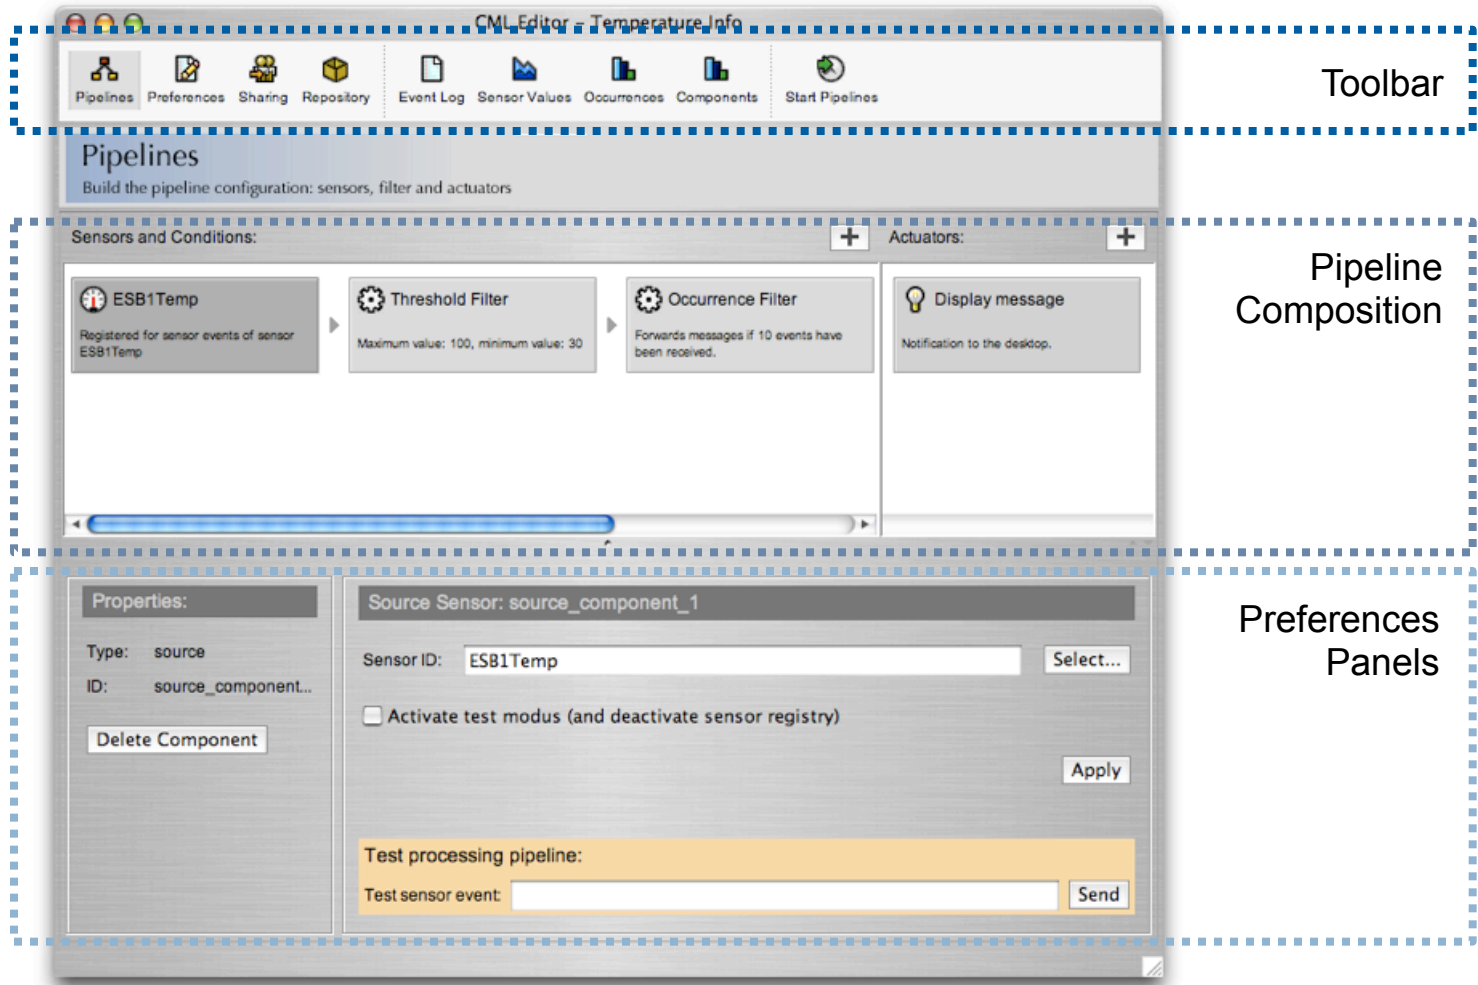 CML Editor – Temperature Info
Pipelines Preferences Sharing Repository Event Log Sensor Values Occurrences Components Start Pipelines
Toolbar
Pipelines
Build the pipeline configuration: sensors, filter and actuators
Sensors and Conditions:
Actuators:
Pipeline
Composition
ESB1Temp
Registered for sensor events of sensor
ESB1Temp
Threshold Filter
Maximum value: 100, minimum value: 30
Occurrence Filter
Forwards messages if 10 events have
been received.
Display message
Notification to the desktop.
Preferences
Panels
Properties:
Type: source
ID: source_component...
Delete Component
Source Sensor: source_component_1
Sensor ID: ESB1Temp Select...
Activate test modus (and deactivate sensor registry)
Apply
Test processing pipeline:
Test sensor event: Send